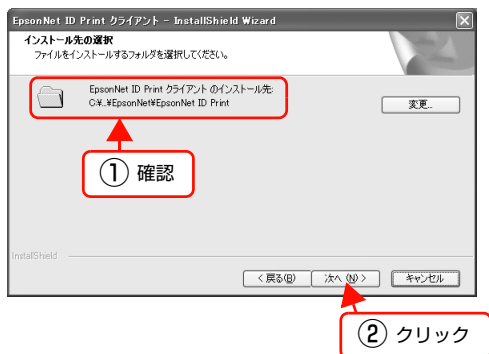 EpsonNet ID Print クライアント - InstallShield Wizard
インストール先の選択
ファイルをインストールするフォルダを選択してください。
EpsonNet ID Print クライアント のインストール先:
C:¥..¥EpsonNet¥EpsonNet ID Print
変更...
① 確認
InstallShield
< 戻る(B)
次へ (N) >
キャンセル
② クリック